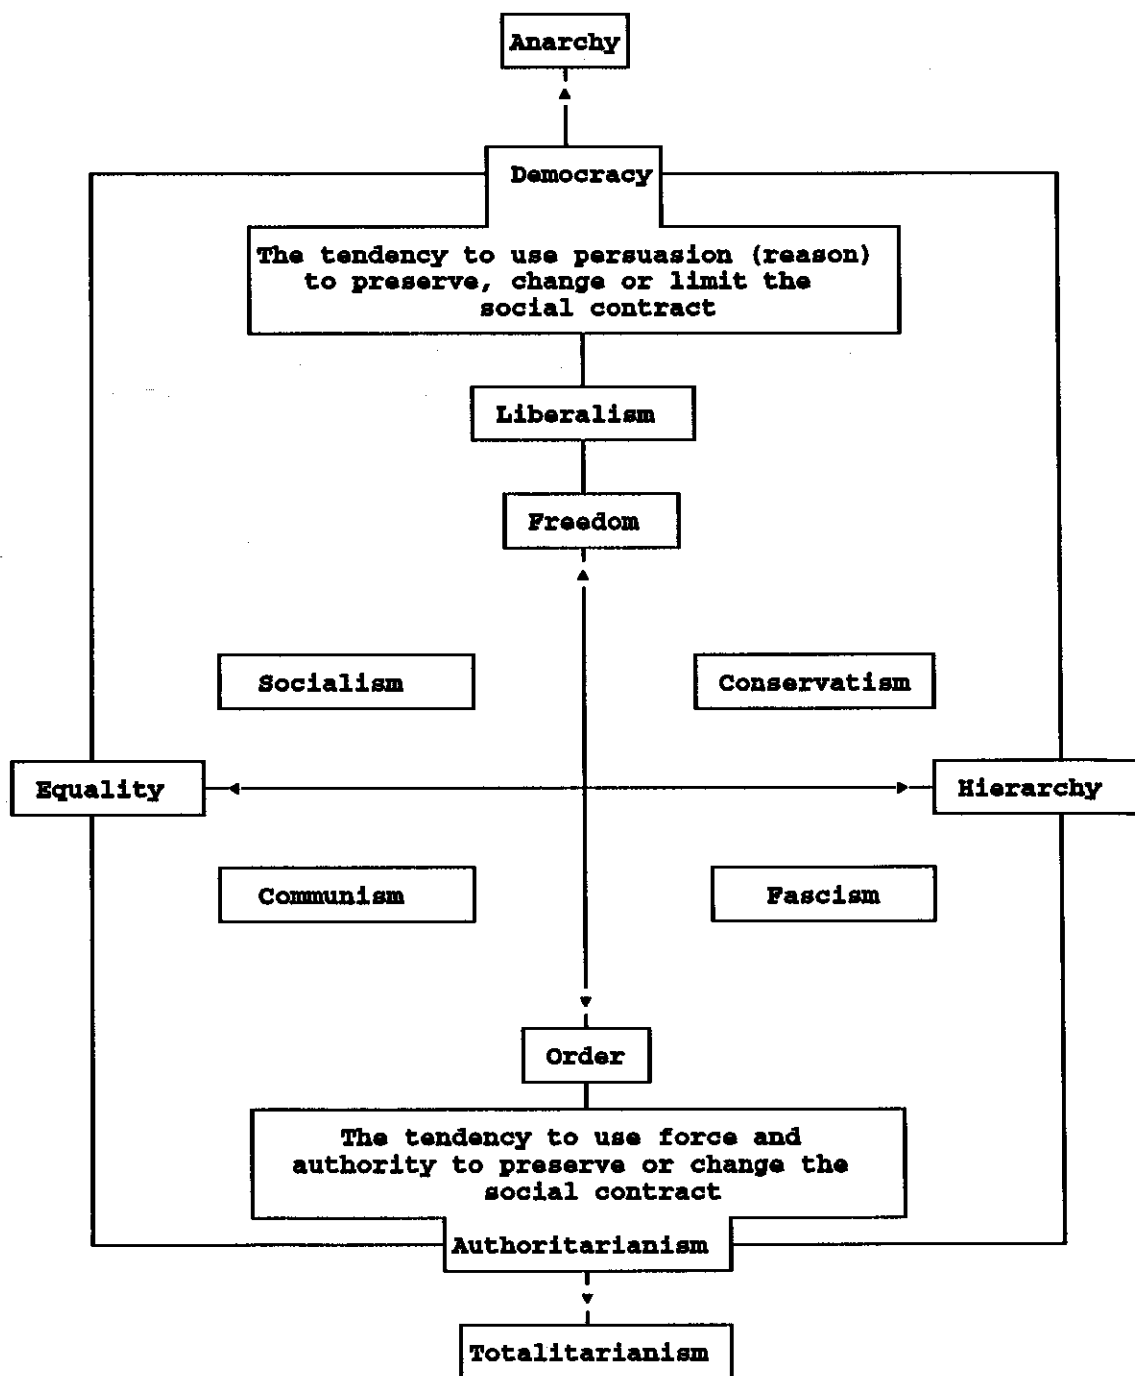 Anarchy
Democracy
The tendency to use persuasion (reason)
to preserve, change or limit the
social contract
Liberalism
Freedom
Socialism
Conservatism
Equality
Hierarchy
Communism
Fascism
Order
The tendency to use force and
authority to preserve or change the
social contract
Authoritarianism
Totalitarianism